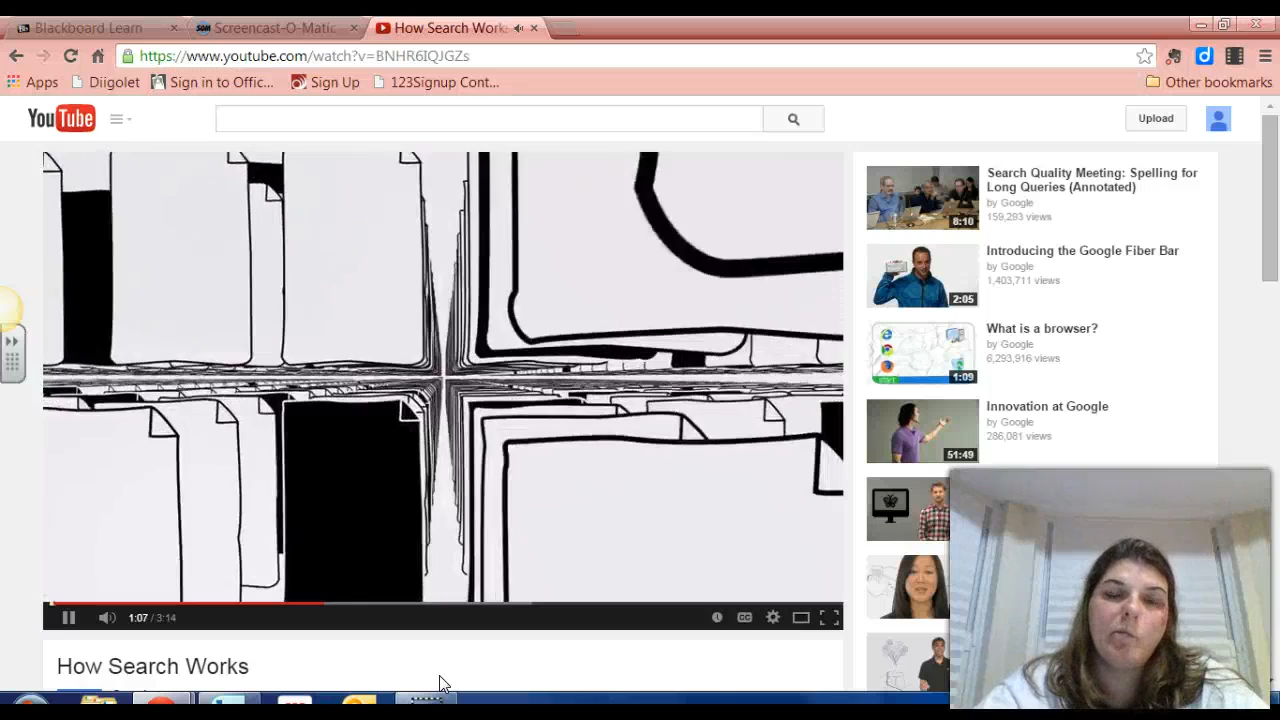 Blackboard Learn
Screencast-O-Matic
How Search Works
https://www.youtube.com/watch?v=BNHR6IQJGZs
Apps
Diigolet
Sign in to Offic...
Sign Up
123Signup Cont...
Other bookmarks
YouTube
Upload
Search Quality Meeting: Spelling for
Long Queries (Annotated)
by Google
159,293 views
8:10
Introducing the Google Fiber Bar
by Google
1,403,711 views
2:05
What is a browser?
by Google
6,293,916 views
1:09
Innovation at Google
by Google
286,081 views
51:49
1:07 / 3:14
CC
How Search Works